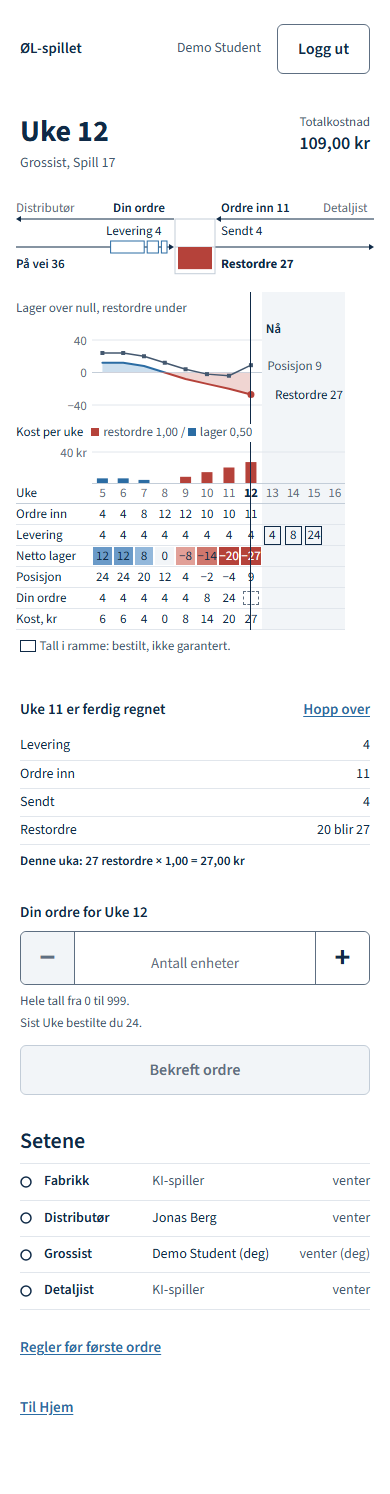 ØL-spillet Demo Student Logg ut
Uke 12 Totalkostnad
109,00 kr
Grossist, Spill 17
Distributør Din ordre Ordre inn 11 Detaljist
Levering 4 Sendt 4
På vei 36 Restordre 27
Lager over null, restordre under
Nå
40
Posisjon 9
0
Restordre 27
−40
Kost per uke restordre 1,00 / lager 0,50
40 kr
Uke 5 6 7 8 9 10 11 12 13 14 15 16
Ordre inn 4 4 8 12 12 10 10 11
Levering 4 4 4 4 4 4 4 4 4 8 24
Netto lager 12 12 8 0 −8 −14 −20 −27
Posisjon 24 24 20 12 4 −2 −4 9
Din ordre 4 4 4 4 4 8 24
Kost, kr 6 6 4 0 8 14 20 27
Tall i ramme: bestilt, ikke garantert.
Uke 11 er ferdig regnet Hopp over
Levering 4
Ordre inn 11
Sendt 4
Restordre 20 blir 27
Denne uka: 27 restordre × 1,00 = 27,00 kr
Din ordre for Uke 12
− Antall enheter +
Hele tall fra 0 til 999.
Sist Uke bestilte du 24.
Bekreft ordre
Setene
Fabrikk KI-spiller venter
Distributør Jonas Berg venter
Grossist Demo Student (deg) venter (deg)
Detaljist KI-spiller venter
Regler før første ordre
Til Hjem